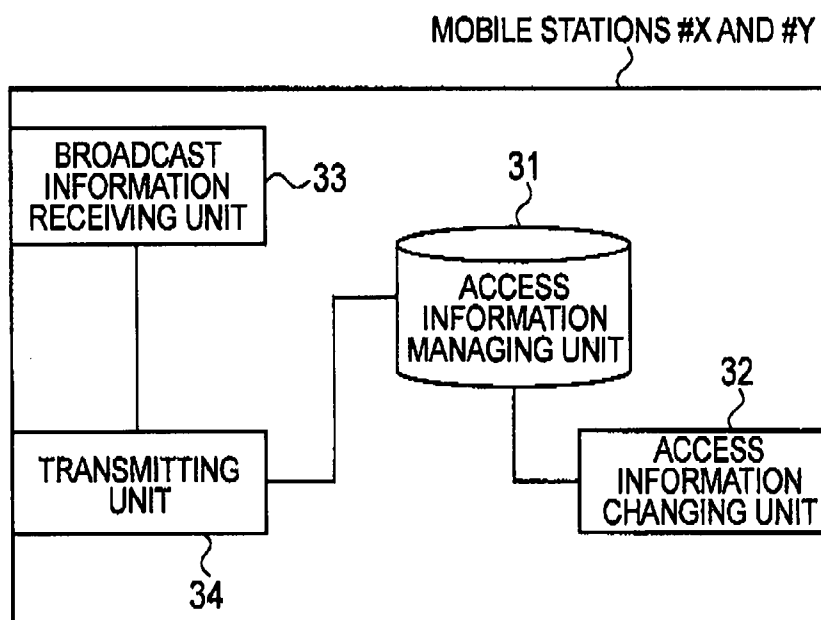 MOBILE STATIONS #X AND #Y
BROADCAST
INFORMATION
RECEIVING UNIT
33
31
ACCESS
INFORMATION
MANAGING UNIT
32
TRANSMITTING
UNIT
ACCESS
INFORMATION
CHANGING UNIT
34